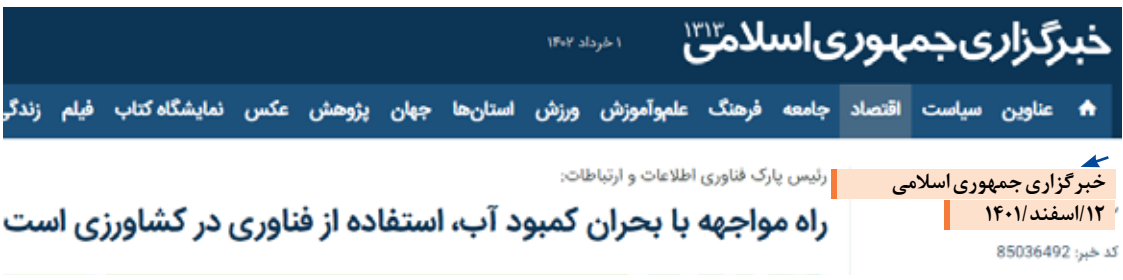 خبرگزاری جمهوری اسلامی ۱۳۱۳
۱ خرداد ۱۴۰۲
عناوین سیاست اقتصاد جامعه فرهنگ علم‌وآموزش ورزش استان‌ها جهان پژوهش عکس نمایشگاه کتاب فیلم زندگی
رئیس پارک فناوری اطلاعات و ارتباطات:
خبرگزاری جمهوری اسلامی
راه مواجهه با بحران کمبود آب، استفاده از فناوری در کشاورزی است
۱۲/اسفند/۱۴۰۱
کد خبر: 85036492